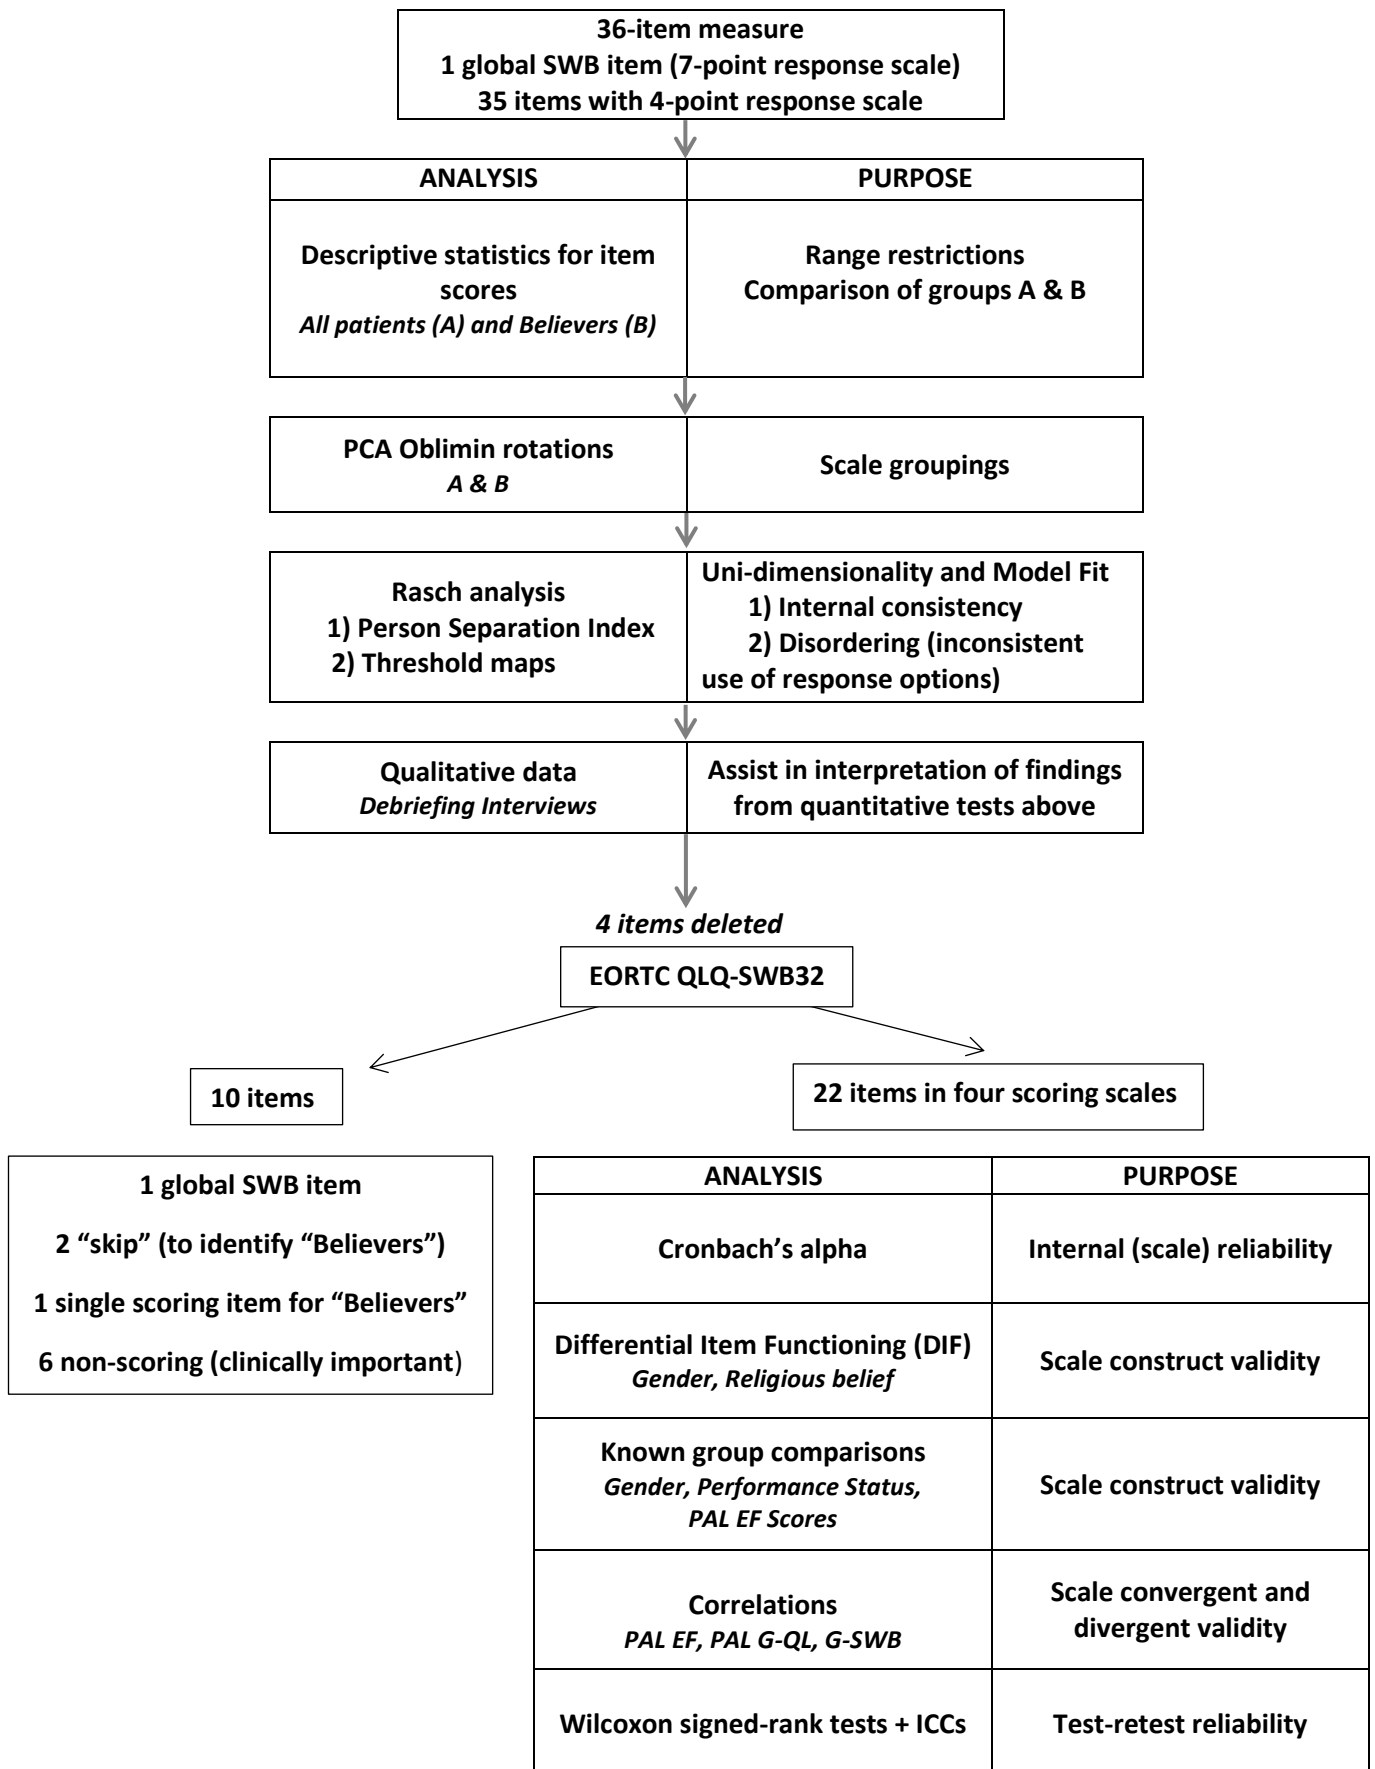 36-item measure
1 global SWB item (7-point response scale)
35 items with 4-point response scale
ANALYSIS
PURPOSE
Descriptive statistics for item
scores
All patients (A) and Believers (B)
Range restrictions
Comparison of groups A & B
PCA Oblimin rotations
A & B
Scale groupings
Rasch analysis
1) Person Separation Index
2) Threshold maps
Uni-dimensionality and Model Fit
1) Internal consistency
2) Disordering (inconsistent
use of response options)
Qualitative data
Debriefing Interviews
Assist in interpretation of findings
from quantitative tests above
4 items deleted
EORTC QLQ-SWB32
10 items
22 items in four scoring scales
1 global SWB item
2 “skip” (to identify “Believers”)
1 single scoring item for “Believers”
6 non-scoring (clinically important)
ANALYSIS
PURPOSE
Cronbach’s alpha
Internal (scale) reliability
Differential Item Functioning (DIF)
Gender, Religious belief
Scale construct validity
Known group comparisons
Gender, Performance Status,
PAL EF Scores
Scale construct validity
Correlations
PAL EF, PAL G-QL, G-SWB
Scale convergent and
divergent validity
Wilcoxon signed-rank tests + ICCs
Test-retest reliability